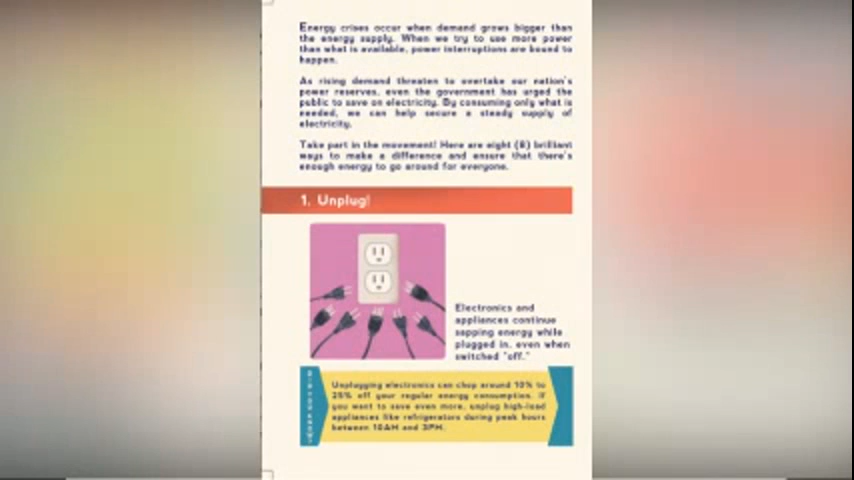 Energy crises occur when demand grows bigger than
the energy supply. When we try to use more power
than what is available, power interruptions are bound to
happen.
As rising demand threaten to overtake our nation's
power reserves, even the government has urged the
public to save on electricity. By consuming only what is
needed, we can help secure a steady supply of
electricity.
Take part in the movement! Here are eight (8) brilliant
ways to make a difference and ensure that there's
enough energy to go around for everyone.
1. Unplug!
Electronics and
appliances continue
sapping energy while
plugged in, even when
switched "off."
Unplugging electronics can chop around 10% to
25% off your regular energy consumption. If
you want to save even more, unplug high-load
appliances like refrigerators during peak hours
between 10AM and 3PM.